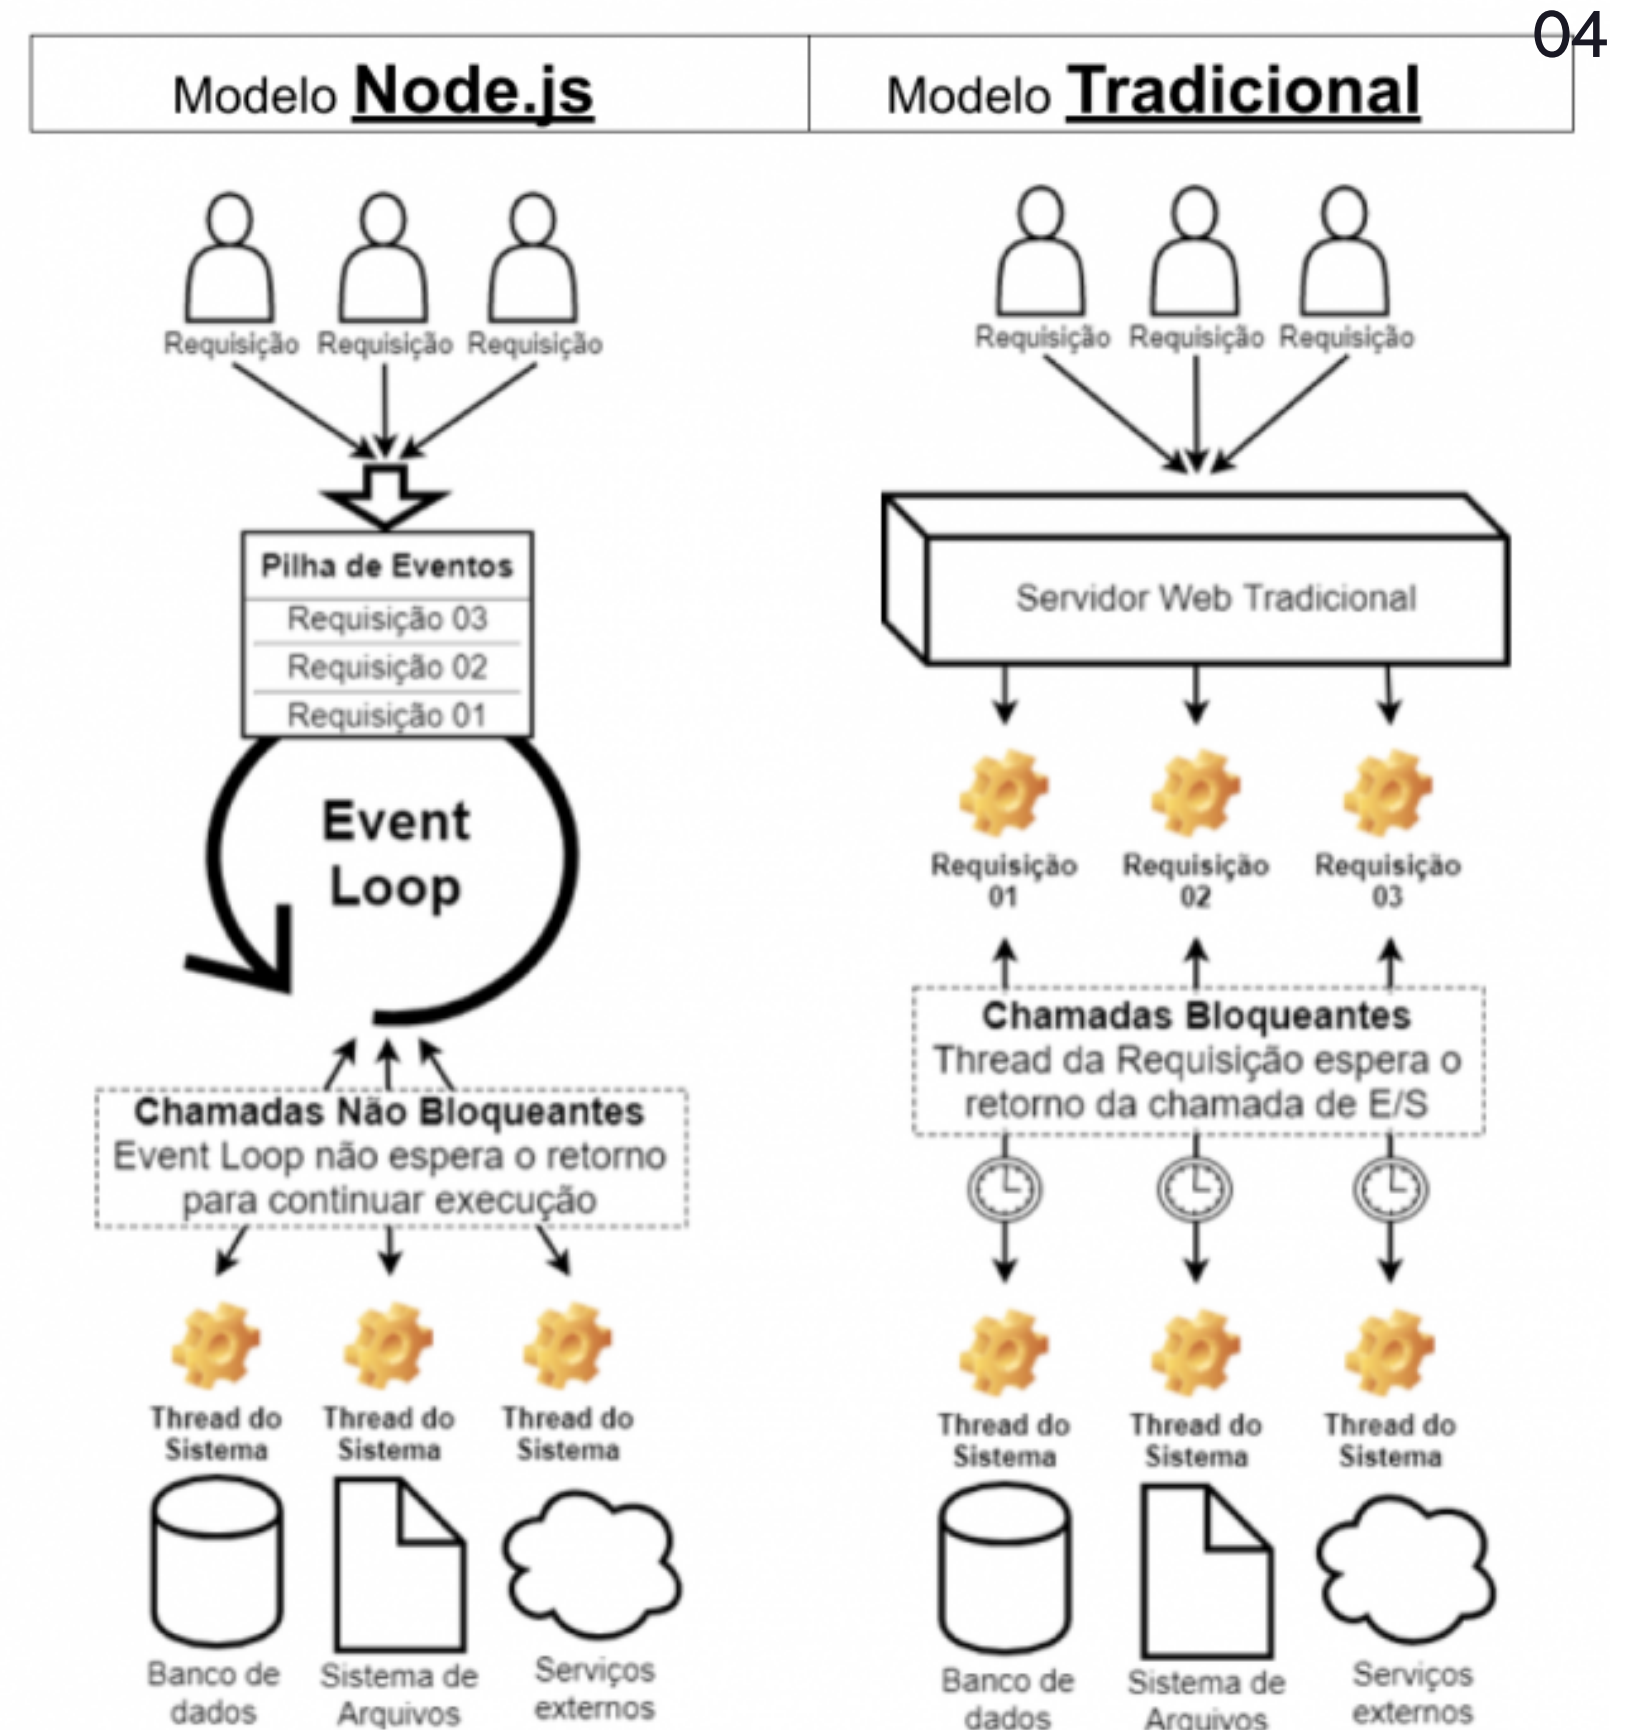 04
Modelo Node.js
Modelo Tradicional
Requisição Requisição Requisição
Pilha de Eventos
Requisição 03
Requisição 02
Requisição 01
Event
Loop
Chamadas Não Bloqueantes
Event Loop não espera o retorno
para continuar execução
Thread do Thread do Thread do
Sistema Sistema Sistema
Banco de Sistema de Serviços
dados Arquivos externos
Requisição Requisição Requisição
Servidor Web Tradicional
Requisição Requisição Requisição
01 02 03
Chamadas Bloqueantes
Thread da Requisição espera o
retorno da chamada de E/S
Thread do Thread do Thread do
Sistema Sistema Sistema
Banco de Sistema de Serviços
dados Arquivos externos